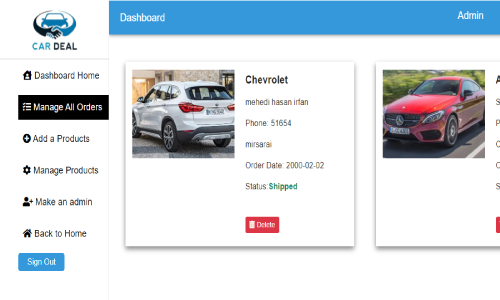 CAR DEAL
Dashboard
Admin
Dashboard Home
Manage All Orders
Add a Products
Manage Products
Make an admin
Back to Home
Sign Out
Chevrolet
mehedi hasan irfan
Phone: 51654
mirsarai
Order Date: 2000-02-02
Status:Shipped
Delete